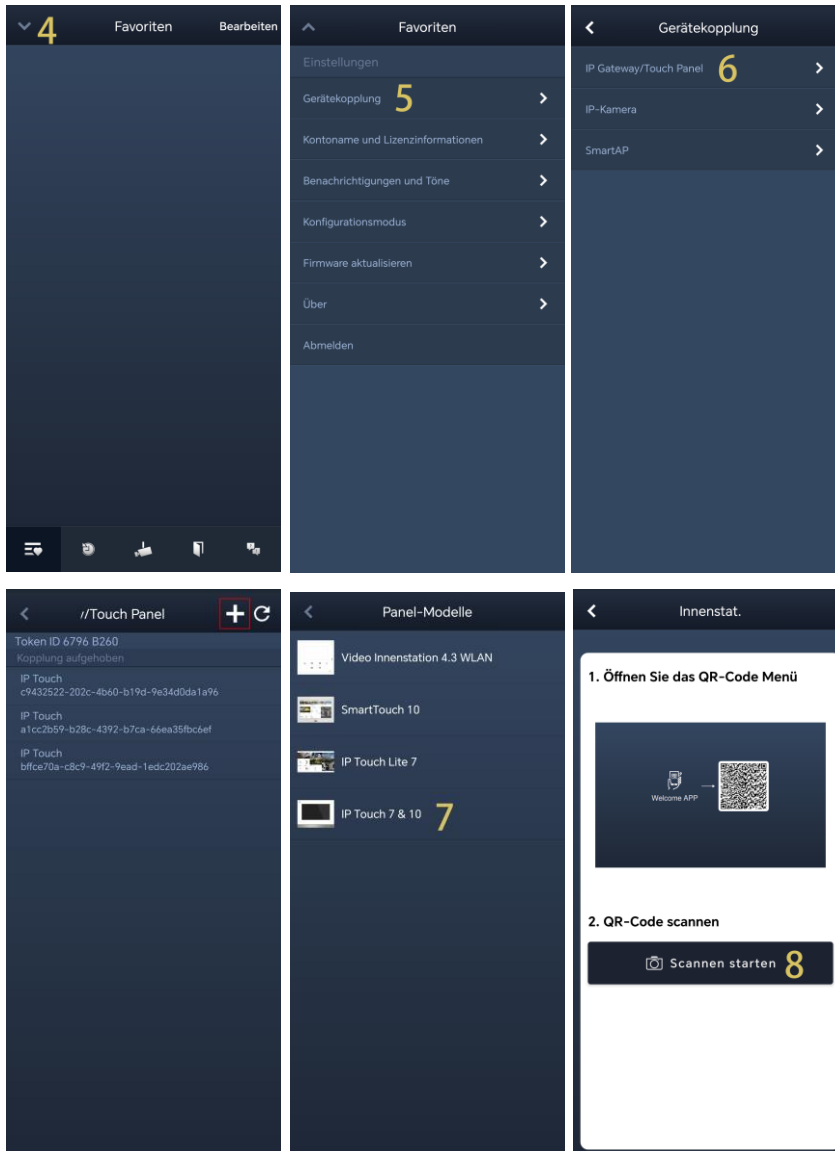 4
Favoriten
Bearbeiten
Favoriten
Einstellungen
Gerätekopplung 5
Kontoname und Lizenzinformationen
Benachrichtigungen und Töne
Konfigurationsmodus
Firmware aktualisieren
Über
Abmelden
Gerätekopplung
IP Gateway/Touch Panel 6
IP-Kamera
SmartAP
/Touch Panel
Token ID 6796 B260
Kopplung aufgehoben
IP Touch
c9432522-202c-4b60-b19d-9e34d0da1a96
IP Touch
a1cc2b59-b28c-4392-b7ca-66ea35fbc6ef
IP Touch
bffce70a-c8c9-49f2-9ead-1edc202ae986
Panel-Modelle
Video Innenstation 4.3 WLAN
SmartTouch 10
IP Touch Lite 7
IP Touch 7 & 10 7
Innenstat.
1. Öffnen Sie das QR-Code Menü
Welcome APP
2. QR-Code scannen
Scannen starten 8